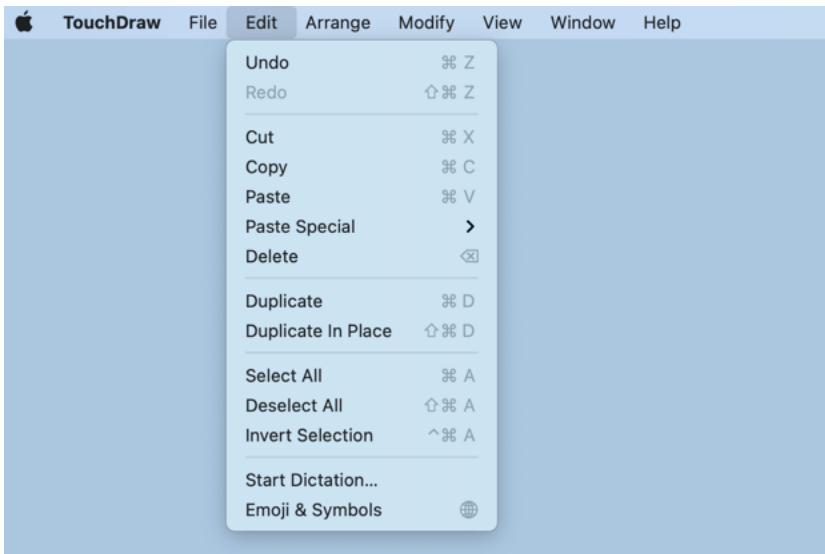 TouchDraw File Edit Arrange Modify View Window Help
Undo ⌘ Z
Redo ⇧⌘ Z
Cut ⌘ X
Copy ⌘ C
Paste ⌘ V
Paste Special
Delete ⌫
Duplicate ⌘ D
Duplicate In Place ⇧⌘ D
Select All ⌘ A
Deselect All ⇧⌘ A
Invert Selection ^⌘ A
Start Dictation...
Emoji & Symbols